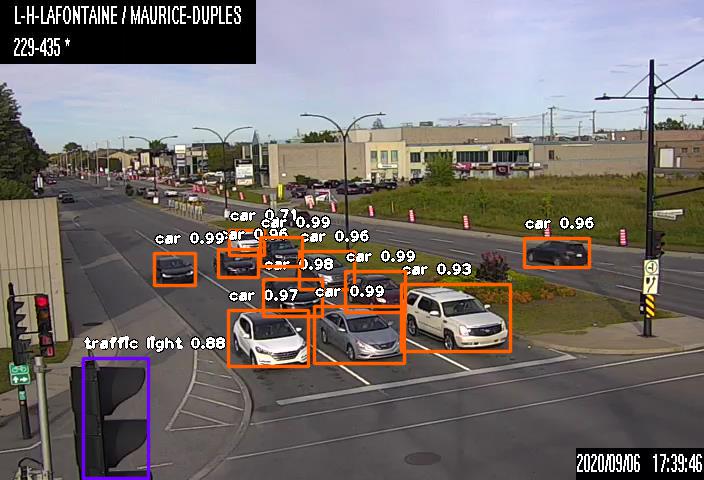 L-H-LAFONTAINE / MAURICE-DUPLES
229-435 *
car 0.71
car 0.99
car 0.96
car 0.96
car 0.96
car 0.99
car 0.99
car 0.98
car 0.93
car 0.97
car 0.99
traffic light 0.88
2020/09/06 17:39:46